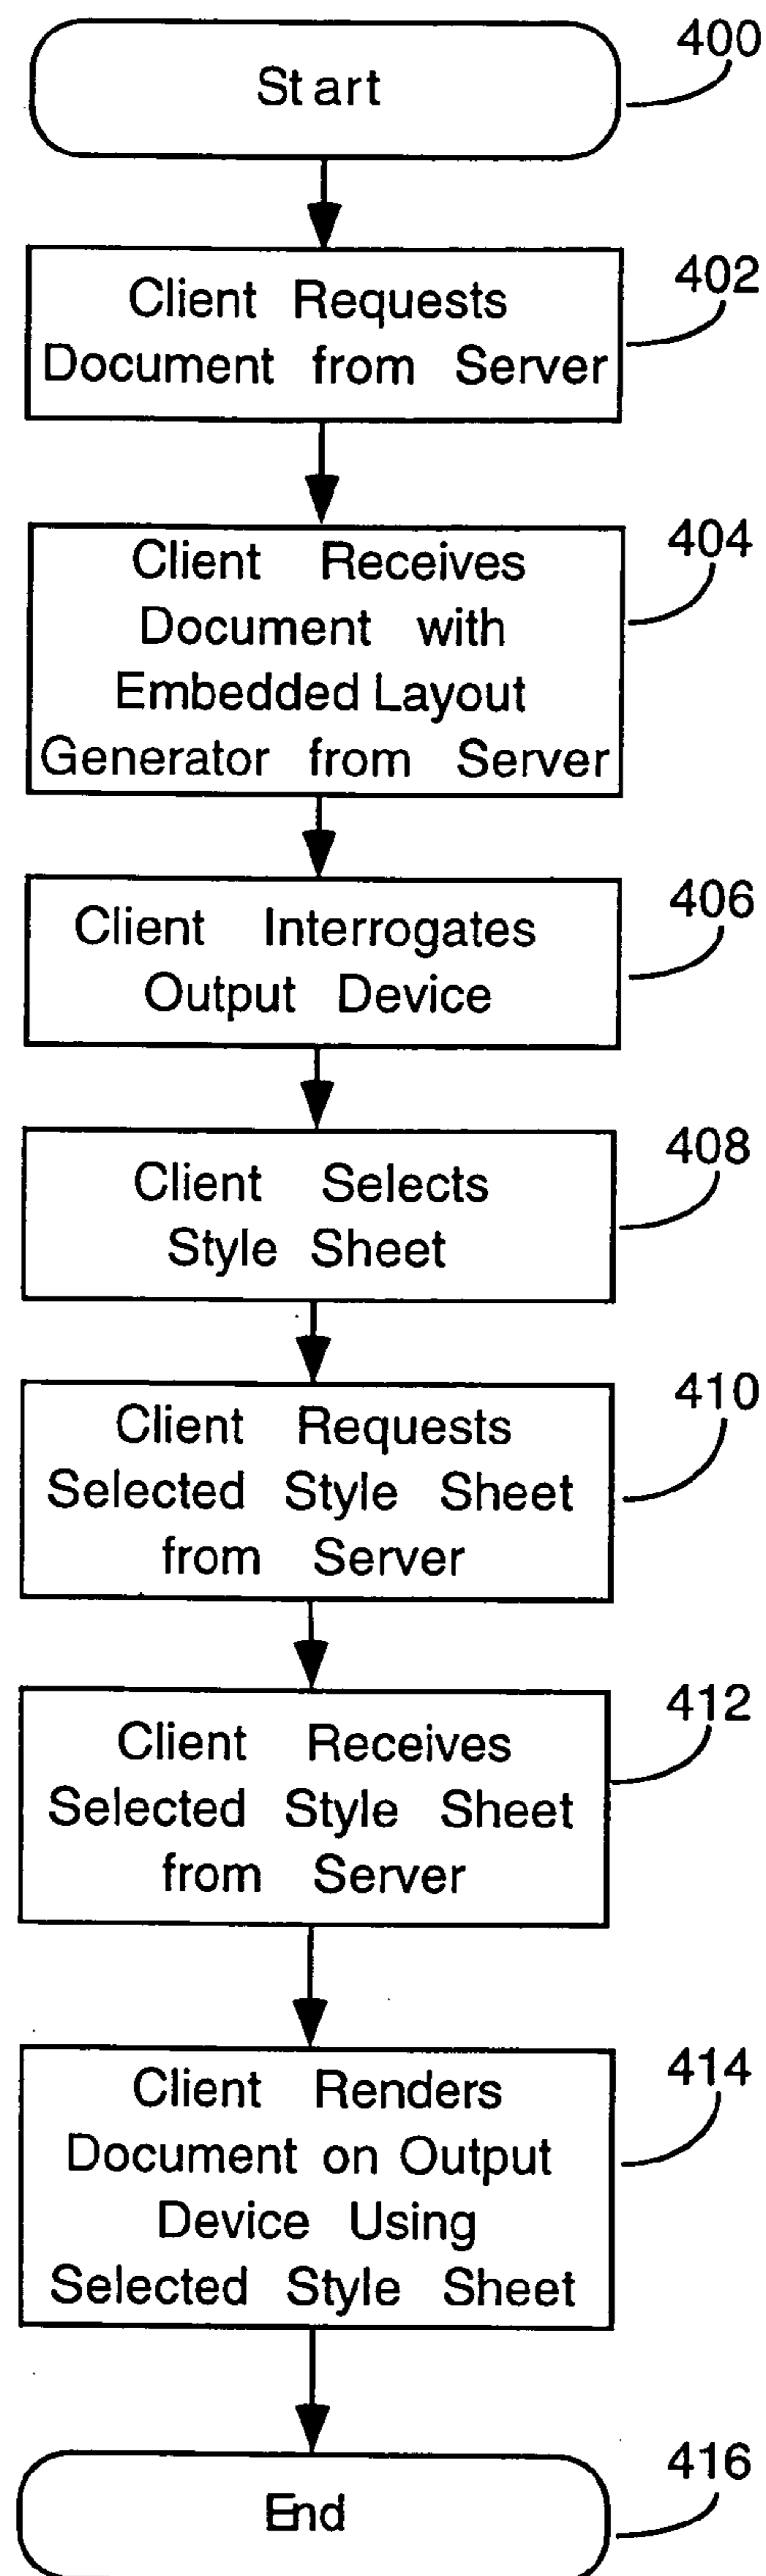 400
Start
402
Client Requests
Document from Server
404
Client Receives
Document with
Embedded Layout
Generator from Server
406
Client Interrogates
Output Device
408
Client Selects
Style Sheet
410
Client Requests
Selected Style Sheet
from Server
412
Client Receives
Selected Style Sheet
from Server
414
Client Renders
Document on Output
Device Using
Selected Style Sheet
416
End